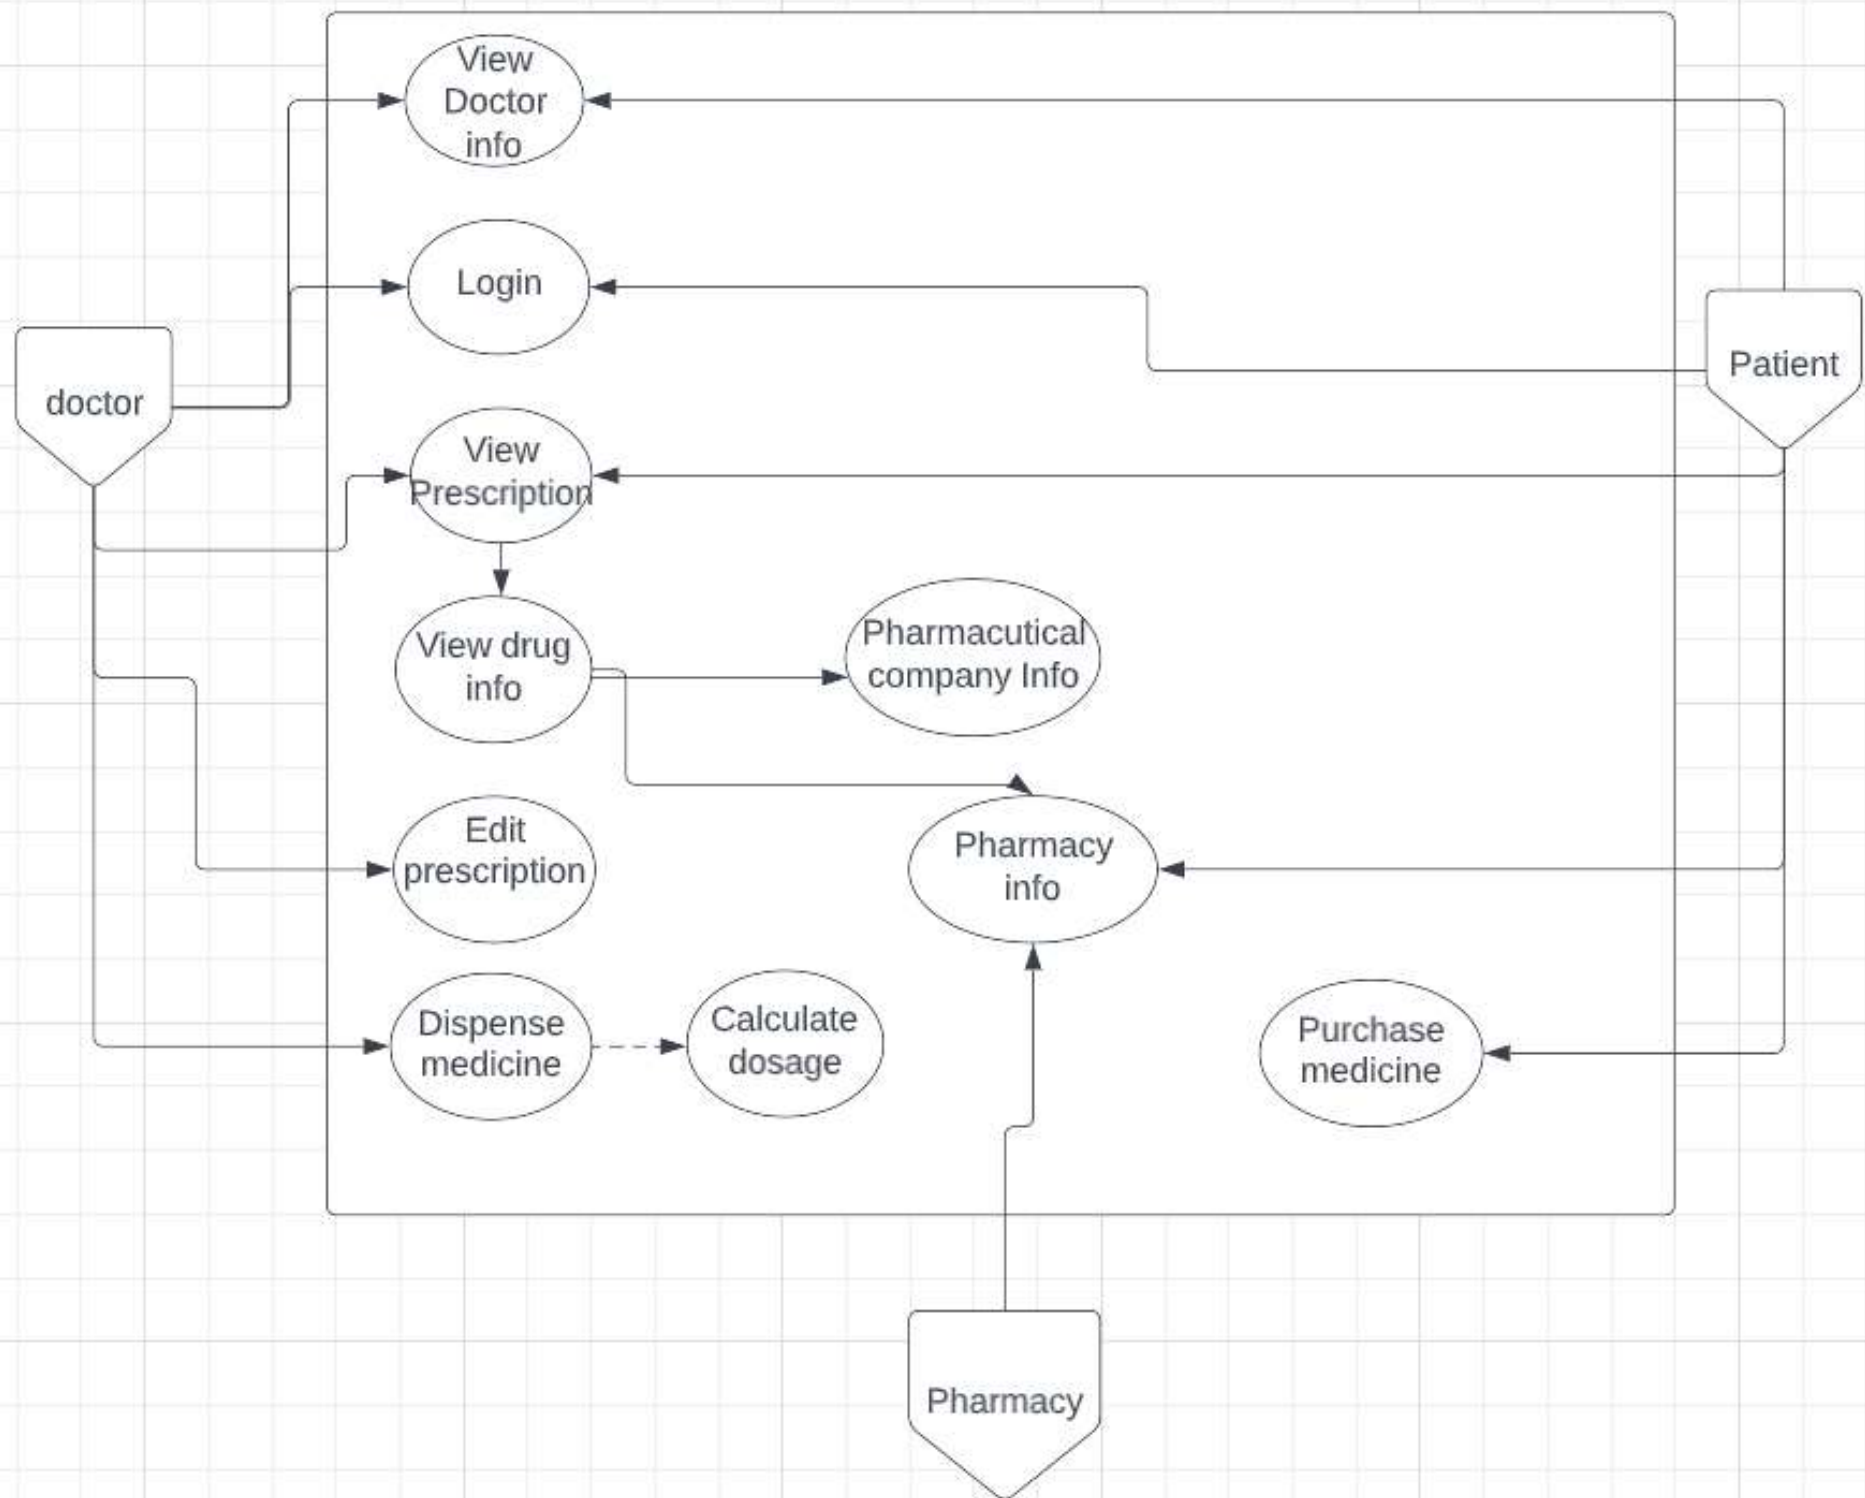 View
Doctor
info
Login
doctor
Patient
View
Prescription
View drug
info
Pharmacutical
company Info
Edit
prescription
Pharmacy
info
Dispense
medicine
Calculate
dosage
Purchase
medicine
Pharmacy